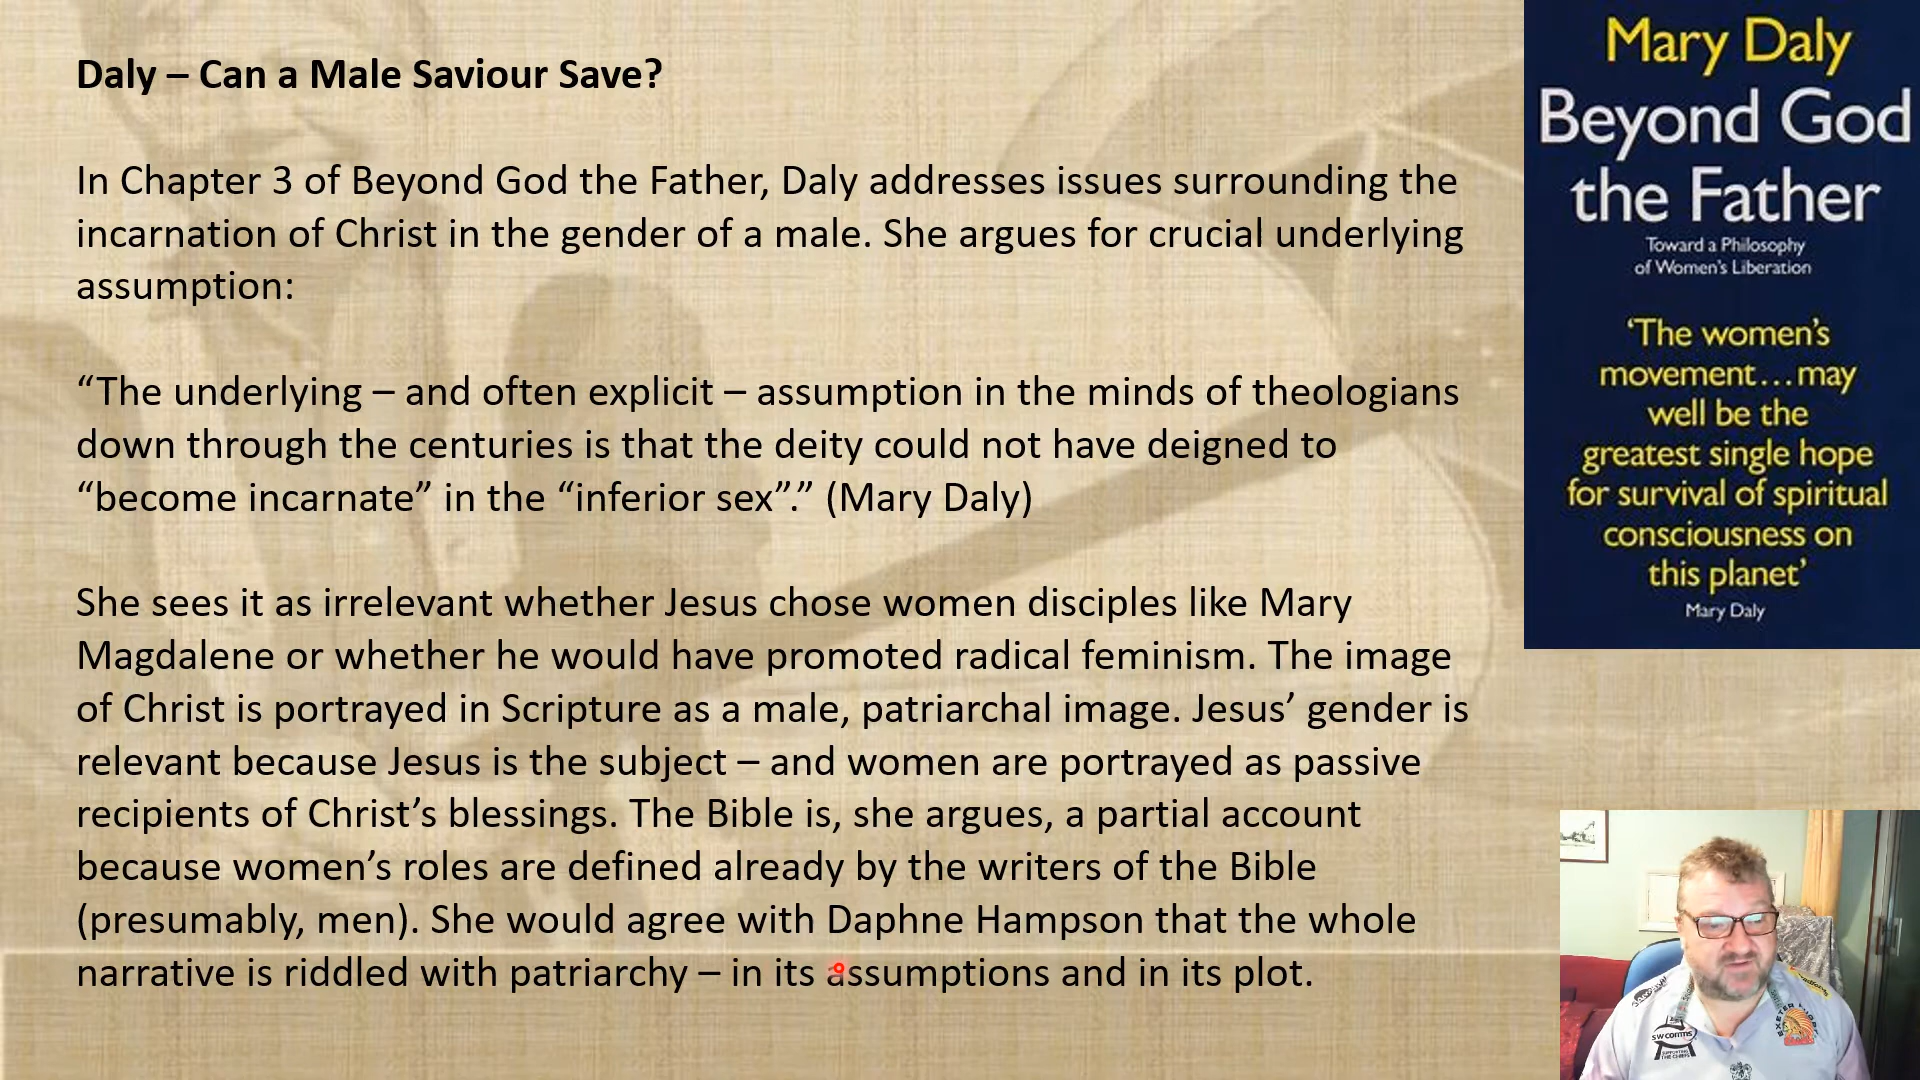 Daly – Can a Male Saviour Save?
In Chapter 3 of Beyond God the Father, Daly addresses issues surrounding the
incarnation of Christ in the gender of a male. She argues for crucial underlying
assumption:
“The underlying – and often explicit – assumption in the minds of theologians
down through the centuries is that the deity could not have deigned to
“become incarnate” in the “inferior sex”.” (Mary Daly)
She sees it as irrelevant whether Jesus chose women disciples like Mary
Magdalene or whether he would have promoted radical feminism. The image
of Christ is portrayed in Scripture as a male, patriarchal image. Jesus’ gender is
relevant because Jesus is the subject – and women are portrayed as passive
recipients of Christ’s blessings. The Bible is, she argues, a partial account
because women’s roles are defined already by the writers of the Bible
(presumably, men). She would agree with Daphne Hampson that the whole
narrative is riddled with patriarchy – in its assumptions and in its plot.
Mary Daly
Beyond God
the Father
Toward a Philosophy
of Women’s Liberation
‘The women’s
movement...may
well be the
greatest single hope
for survival of spiritual
consciousness on
this planet’
Mary Daly
SW comms
SUPPORTING
THE CHIEFS